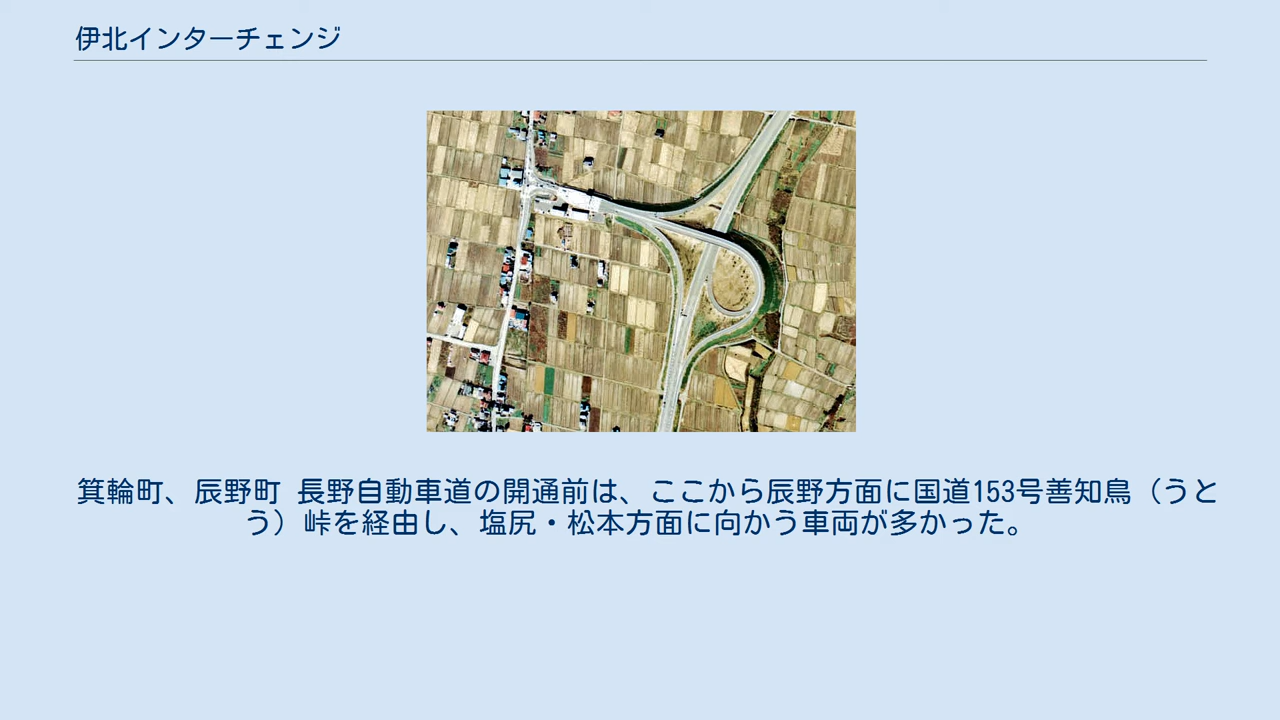 伊北インターチェンジ
箕輪町、辰野町 長野自動車道の開通前は、ここから辰野方面に国道153号善知鳥（うと
う）峠を経由し、塩尻・松本方面に向かう車両が多かった。